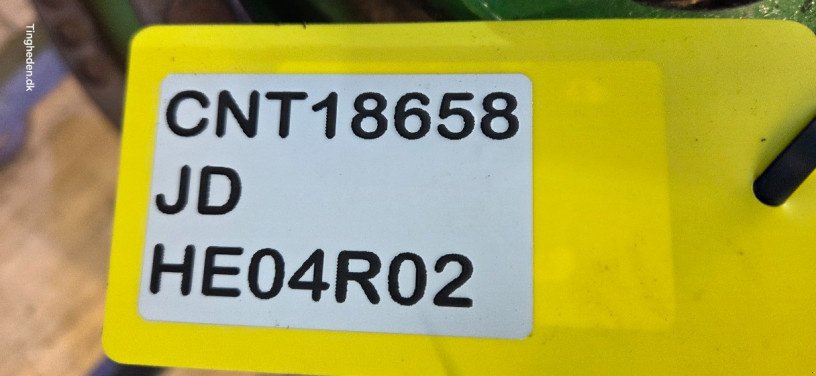 Tingheden.dk
CNT18658
JD
HE04R02